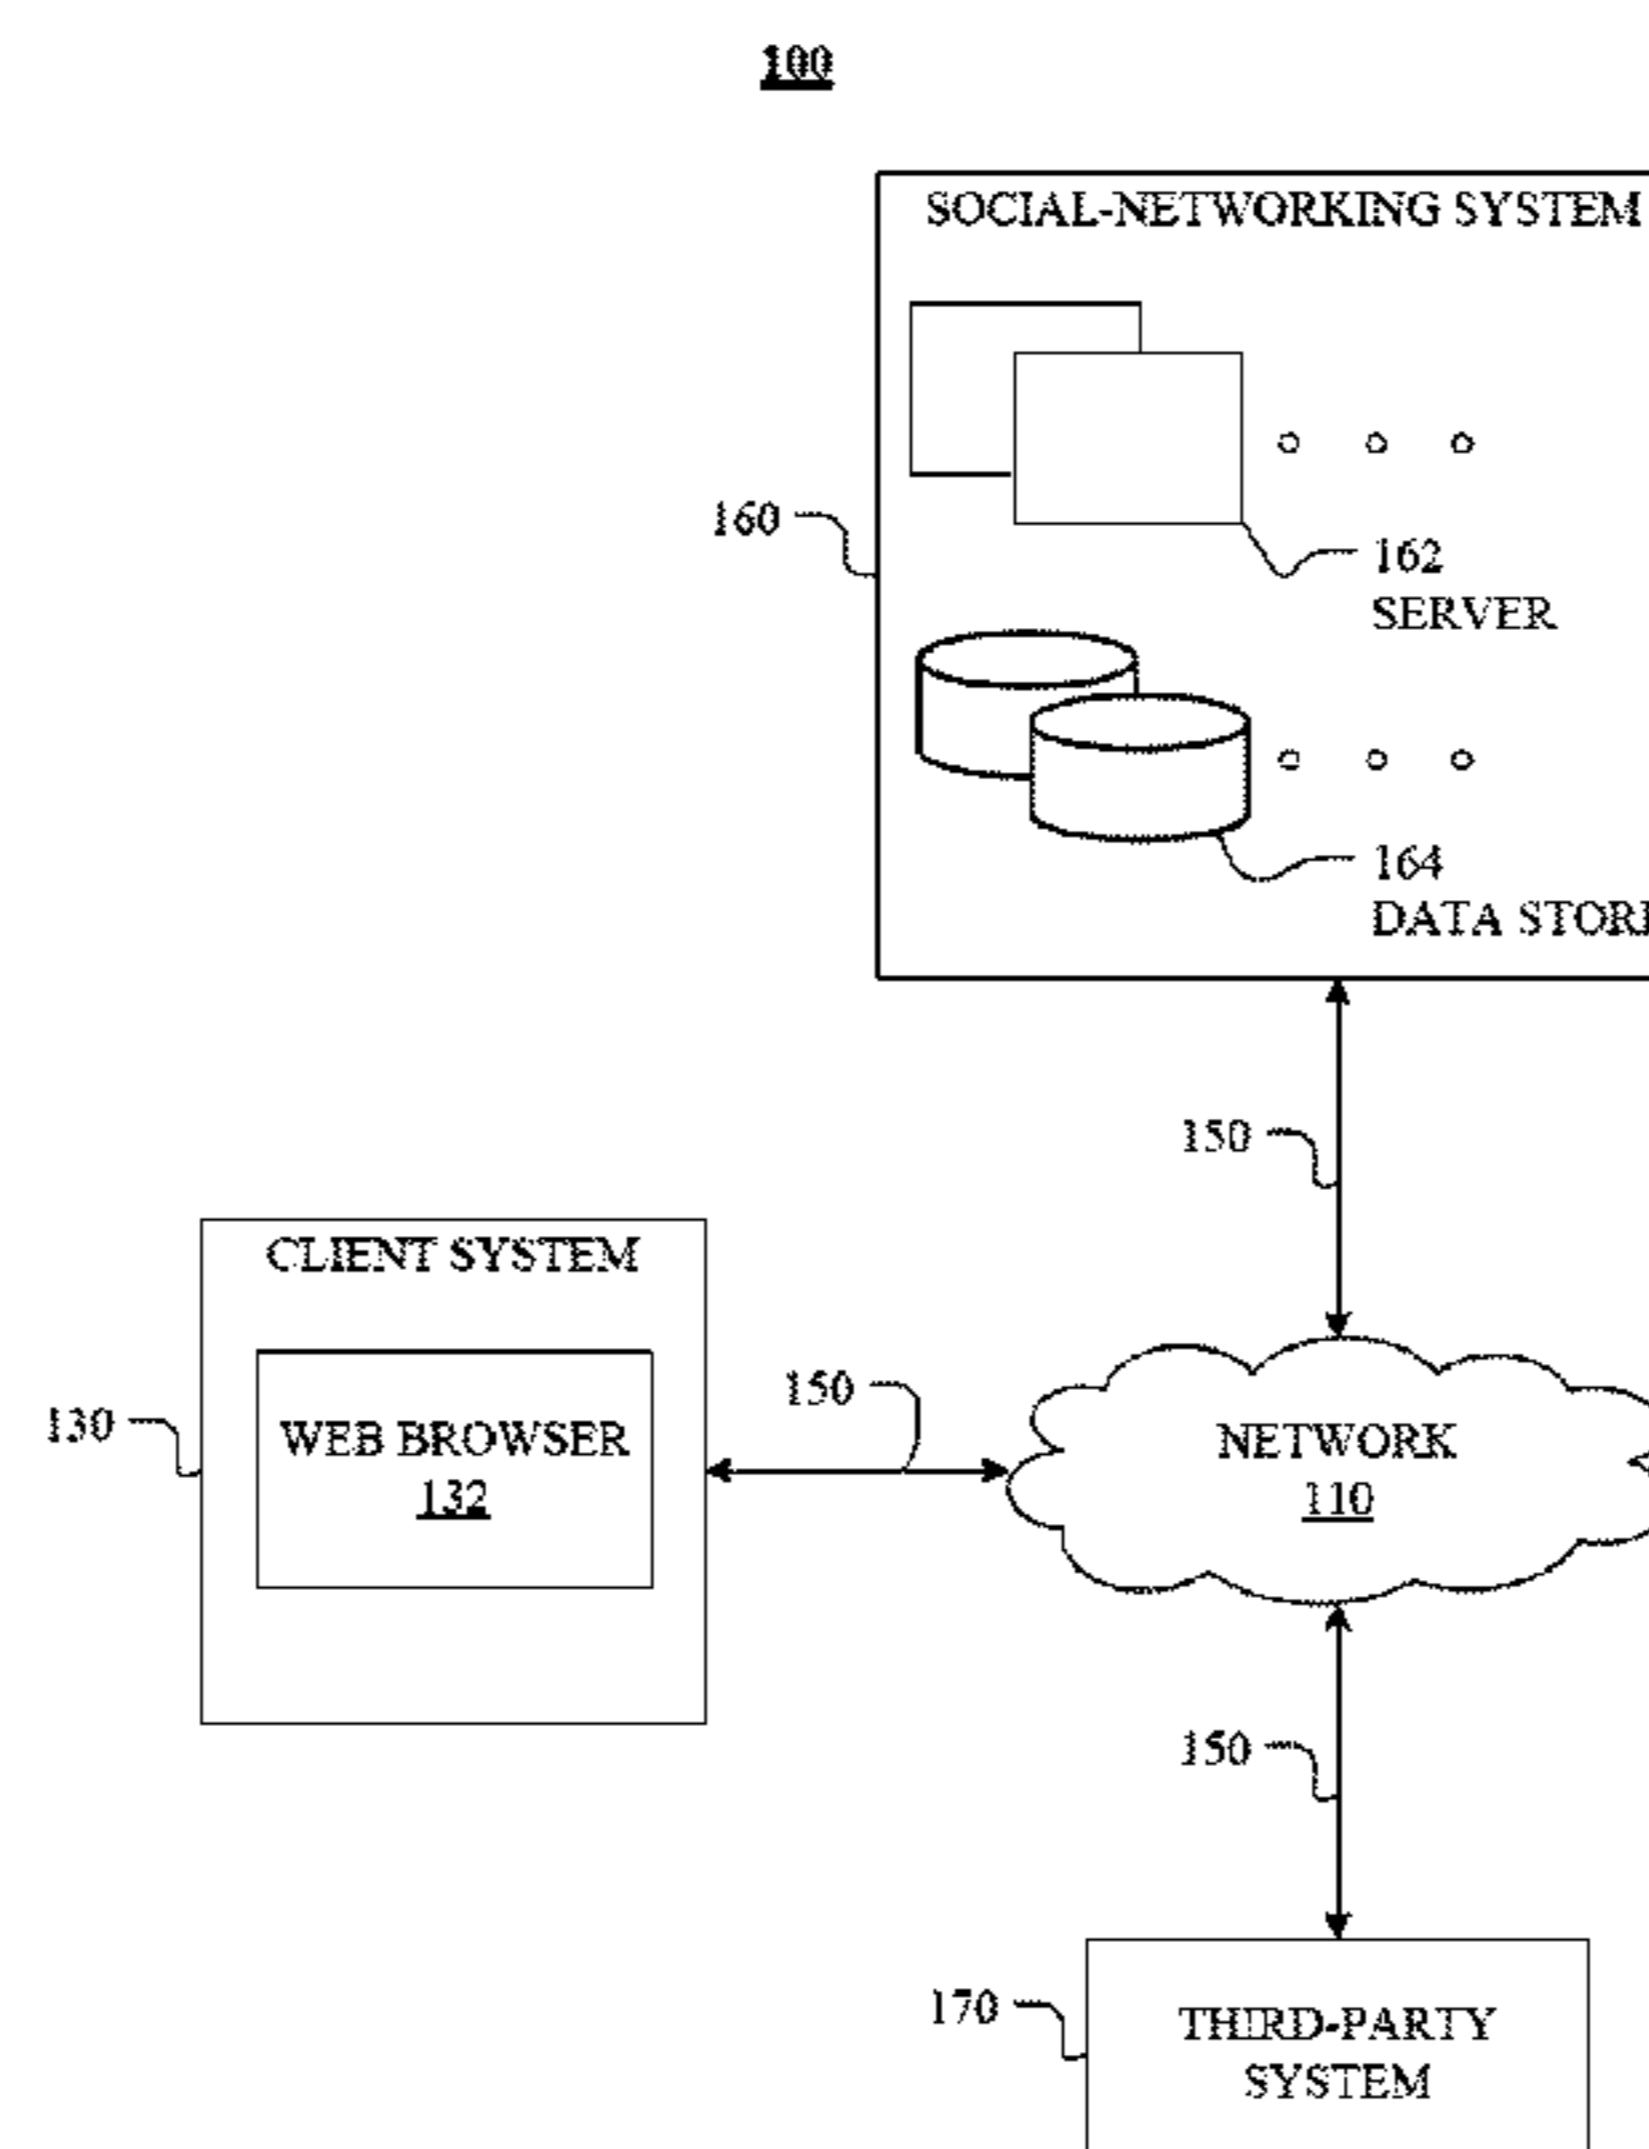 100
SOCIAL-NETWORKING SYSTEM
160
162
SERVER
164
DATA
150
CLIENT SYSTEM
150
130
WEB BROWSER
132
NETWORK
110
150
170
THIRD-PARTY
SYSTEM